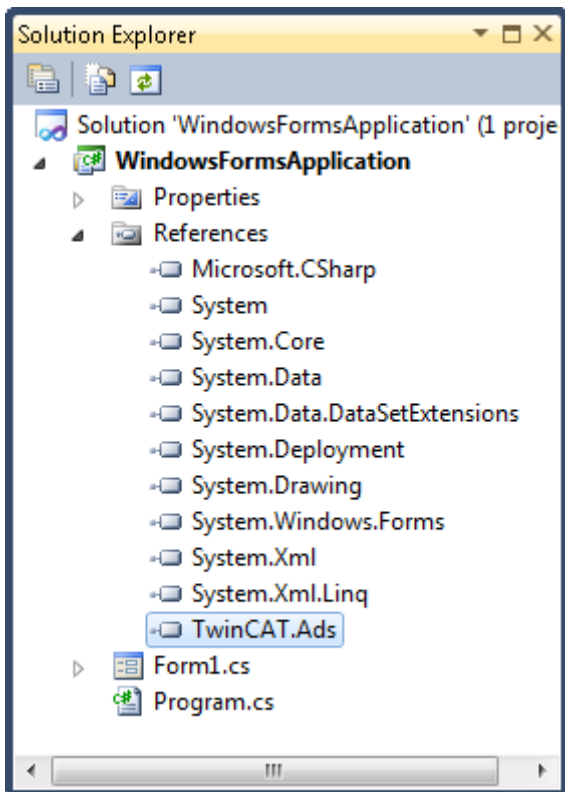 Solution Explorer
Solution 'WindowsFormsApplication' (1 proje
WindowsFormsApplication
Properties
References
Microsoft.CSharp
System
System.Core
System.Data
System.Data.DataSetExtensions
System.Deployment
System.Drawing
System.Windows.Forms
System.Xml
System.Xml.Linq
TwinCAT.Ads
Form1.cs
Program.cs